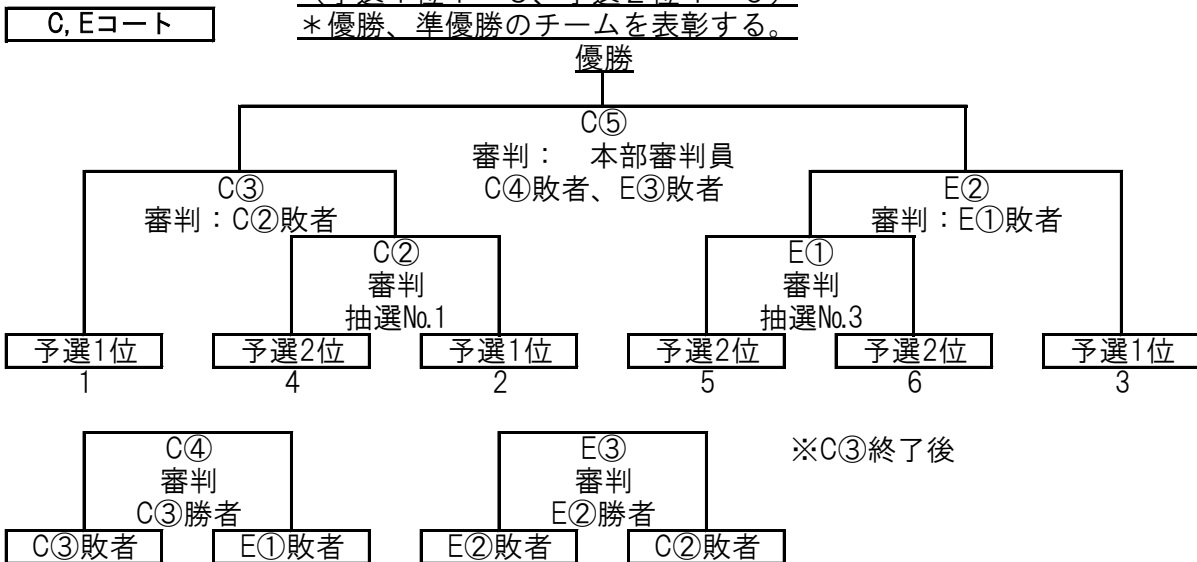 C,Eコート
＊優勝、準優勝のチームを表彰する。
優勝
C⑤
審判：　本部審判員
C④敗者、E③敗者
C③
審判：C②敗者
E②
審判：E①敗者
C②
審判
抽選№1
E①
審判
抽選№3
予選1位 予選2位 予選1位 予選2位 予選2位 予選1位
1 4 2 5 6 3
C④
審判
C③勝者
E③
審判
E②勝者
※C③終了後
C③敗者 E①敗者 E②敗者 C②敗者